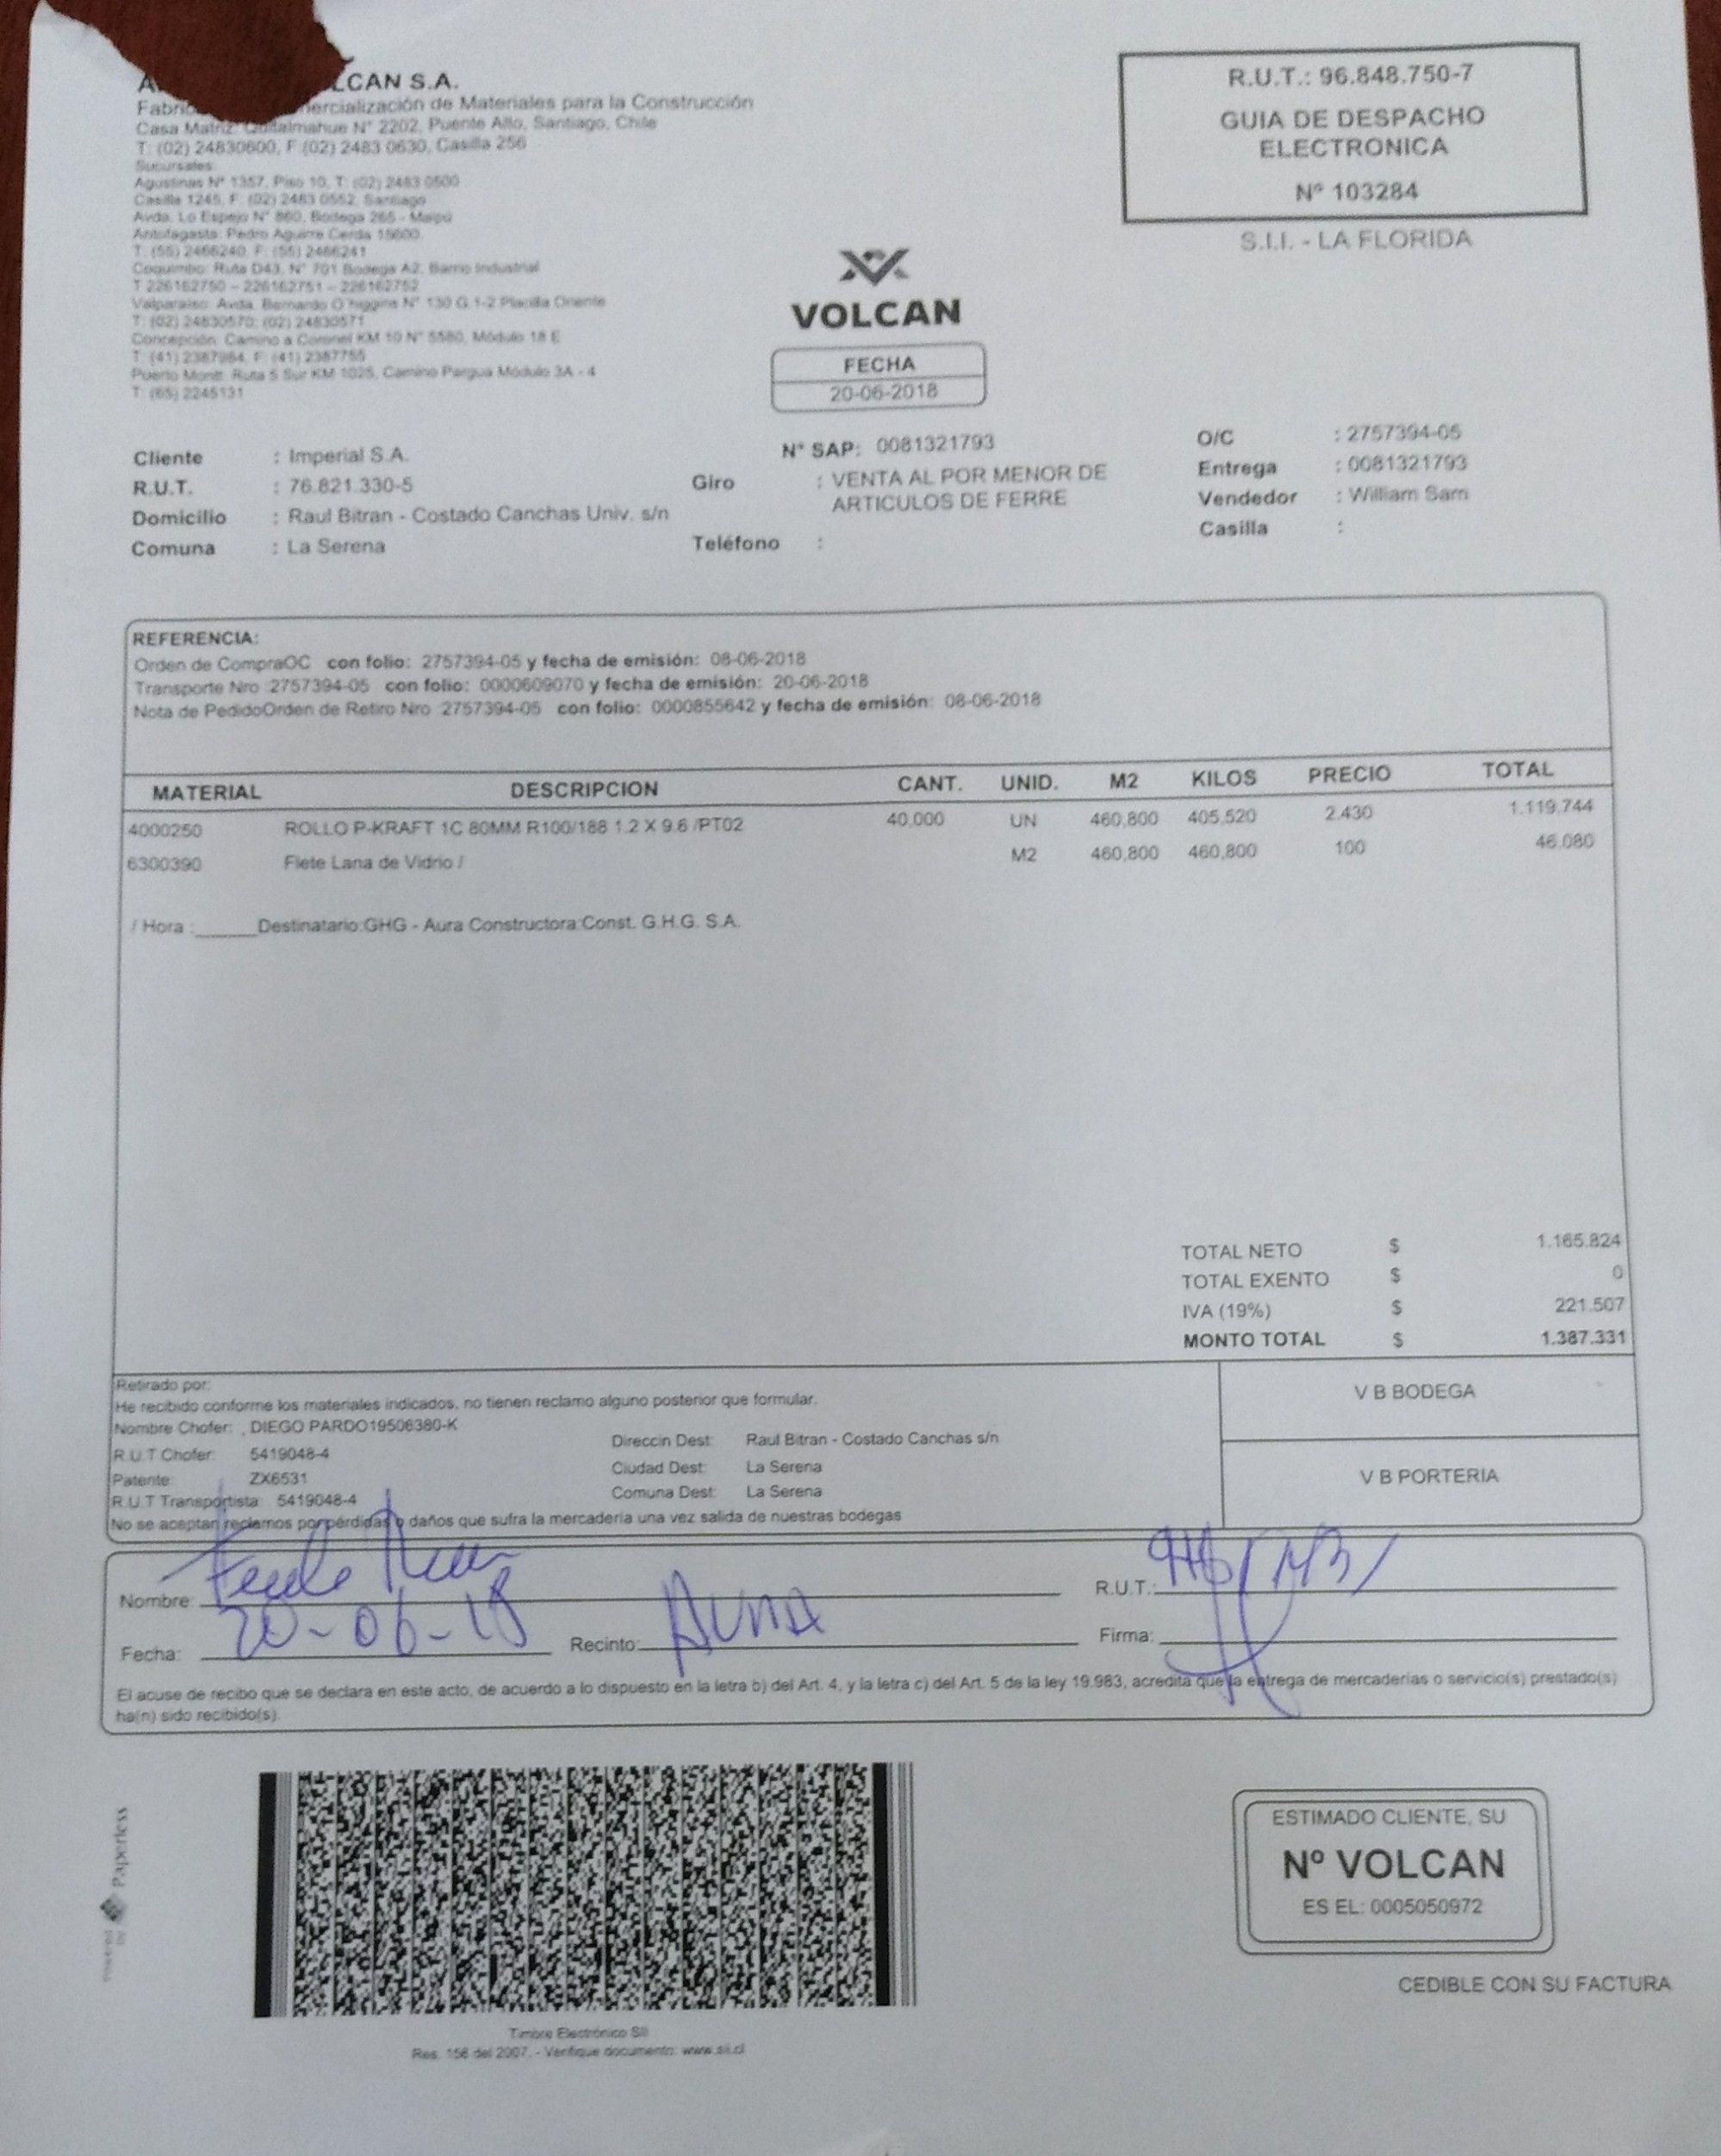 LCAN S.A.
mercialización de Materiales para la Construcción
Casa Matriz: Quitalmahue N° 2202, Puente Alto, Santiago, Chile
T: (02) 24830600, F (02) 2483 0630, Casilla 256
Sucursales:
Agustinas N° 1357, Piso 10, T: (02) 2483 0500
Casilla 1245, F: (02) 2483 0552, Santiago
Avda. Lo Espejo N° 860, Bodega 265 - Maipú
Antofagasta: Pedro Aguirre Cerda 15600.
T: (55) 2466240, F: (55) 2466241
Coquimbo: Ruta D43, N° 701 Bodega A2. Barrio Industrial
T 226162750 – 226162751 – 226162752
Valparaíso: Avda. Bernardo O´higgins N° 130 G.1-2 Placilla Oriente
T: (02) 24830570; (02) 24830571
Concepción: Camino a Coronel KM 10 N° 5580, Módulo 18 E
T: (41) 2387984, F: (41) 2387755
Puerto Montt: Ruta 5 Sur KM 1025, Camino Pargua Módulo 3A - 4
T: (65) 2245131
R.U.T.: 96.848.750-7
GUIA DE DESPACHO
ELECTRONICA
Nº 103284
S.I.I. - LA FLORIDA
VOLCAN
FECHA
20-06-2018
Cliente : Imperial S.A.
R.U.T. : 76.821.330-5
Domicilio : Raul Bitran - Costado Canchas Univ. s/n
Comuna : La Serena
N° SAP: 0081321793
Giro : VENTA AL POR MENOR DE
ARTICULOS DE FERRE
Teléfono :
O/C : 2757394-05
Entrega : 0081321793
Vendedor : William Sam
Casilla :
REFERENCIA:
Orden de CompraOC con folio: 2757394-05 y fecha de emisión: 08-06-2018
Transporte Nro :2757394-05 con folio: 0000609070 y fecha de emisión: 20-06-2018
Nota de PedidoOrden de Retiro Nro :2757394-05 con folio: 0000855642 y fecha de emisión: 08-06-2018
MATERIAL DESCRIPCION CANT. UNID. M2 KILOS PRECIO TOTAL
4000250 ROLLO P-KRAFT 1C 80MM R100/188 1.2 X 9.6 /PT02 40,000 UN 460,800 405,520 2.430 1.119.744
6300390 Flete Lana de Vidrio / M2 460,800 460,800 100 46.080
/ Hora :______Destinatario:GHG - Aura Constructora:Const. G.H.G. S.A.
TOTAL NETO $ 1.165.824
TOTAL EXENTO $ 0
IVA (19%) $ 221.507
MONTO TOTAL $ 1.387.331
Retirado por:
He recibido conforme los materiales indicados, no tienen reclamo alguno posterior que formular.
Nombre Chofer: , DIEGO PARDO19506380-K
R.U.T Chofer: 5419048-4
Patente: ZX6531
R.U.T Transportista: 5419048-4
Direccin Dest: Raul Bitran - Costado Canchas s/n
Ciudad Dest: La Serena
Comuna Dest: La Serena
No se aceptan reclamos por pérdidas o daños que sufra la mercadería una vez salida de nuestras bodegas
V B BODEGA
V B PORTERIA
Nombre:
R.U.T.:
Fecha: 20-06-18 Recinto: AURA
Firma:
El acuse de recibo que se declara en este acto, de acuerdo a lo dispuesto en la letra b) del Art. 4, y la letra c) del Art. 5 de la ley 19.983, acredita que la entrega de mercaderías o servicio(s) prestado(s)
ha(n) sido recibido(s).
Powered by Paperless
Timbre Electrónico SII
Res. 156 del 2007. - Verifique documento: www.sii.cl
ESTIMADO CLIENTE, SU
Nº VOLCAN
ES EL: 0005050972
CEDIBLE CON SU FACTURA